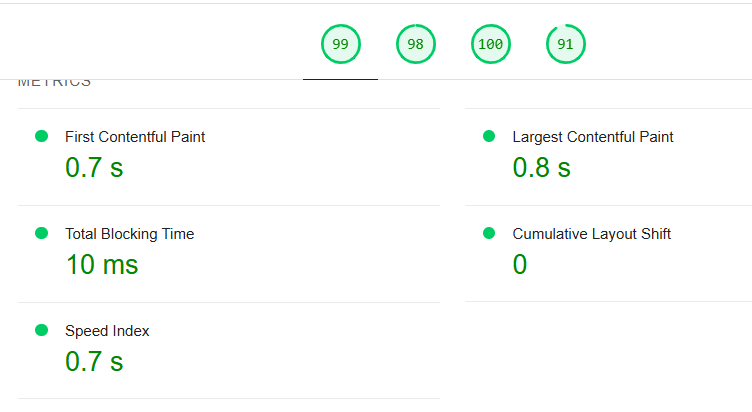 99 98 100 91
METRICS
First Contentful Paint
0.7 s
Largest Contentful Paint
0.8 s
Total Blocking Time
10 ms
Cumulative Layout Shift
0
Speed Index
0.7 s